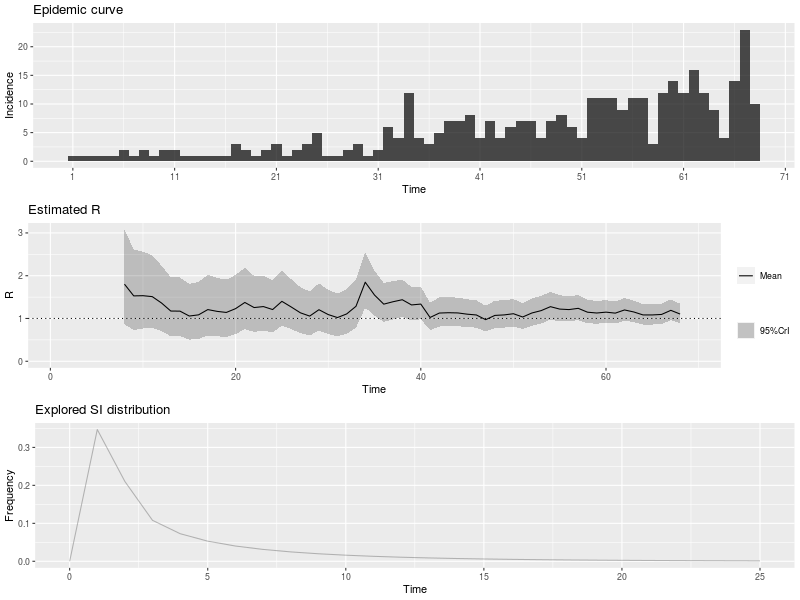 Epidemic curve
Incidence
20
15
10
5
0
1 11 21 31 41 51 61 71
Time
Estimated R
R
3
2
1
0
0 20 40 60
Time
Mean
95%CrI
Explored SI distribution
Frequency
0.3
0.2
0.1
0.0
0 5 10 15 20 25
Time